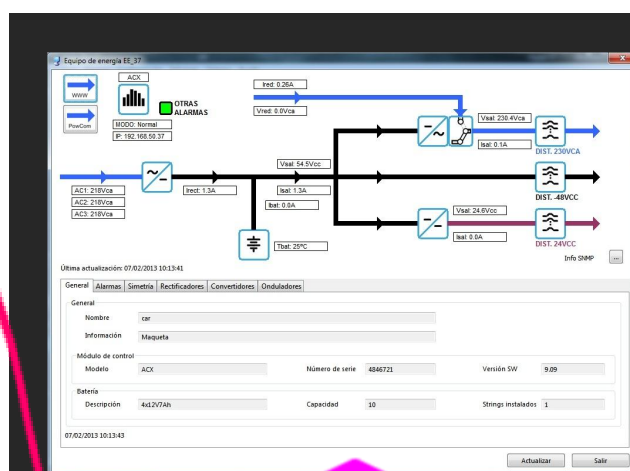 Equipo de energía EE_37
WWW
PowCom
ACX
OTRAS
ALARMAS
MODO: Normal
IP: 192.168.50.37
Ired: 0.26A
Vred: 0.0Vca
Vsal: 230.4Vca
Isal: 0.1A
DIST. 230VCA
AC1: 218Vca
AC2: 218Vca
AC3: 218Vca
Irect: 1.3A
Vsal: 54.5Vcc
Isal: 1.3A
Ibat: 0.0A
DIST. -48VCC
Tbat: 25ºC
Vsal: 24.6Vcc
Isal: 0.0A
DIST. 24VCC
Info SNMP ...
Última actualización: 07/02/2013 10:13:41
General Alarmas Simetría Rectificadores Convertidores Onduladores
General
Nombre car
Información Maqueta
Módulo de control
Modelo ACX Número de serie 4846721 Versión SW 9.09
Batería
Descripción 4x12V7Ah Capacidad 10 Strings instalados 1
07/02/2013 10:13:43
Actualizar Salir